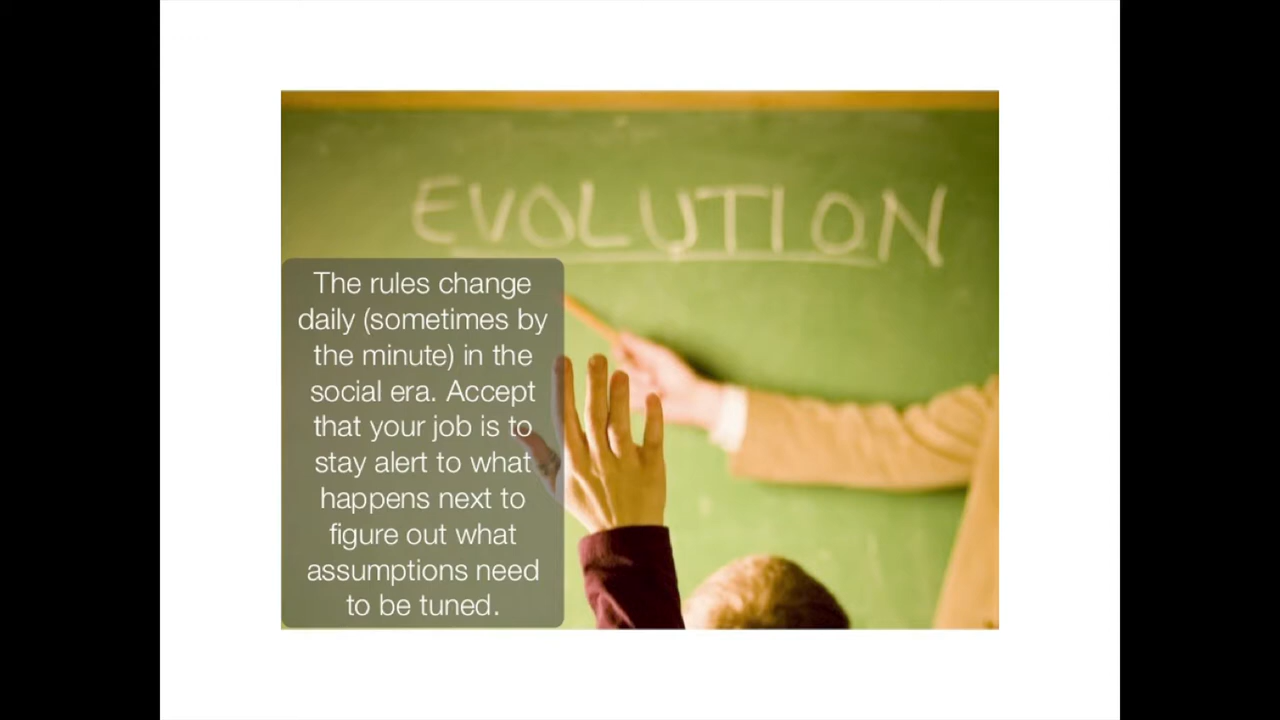 EVOLUTION
The rules change
daily (sometimes by
the minute) in the
social era. Accept
that your job is to
stay alert to what
happens next to
figure out what
assumptions need
to be tuned.